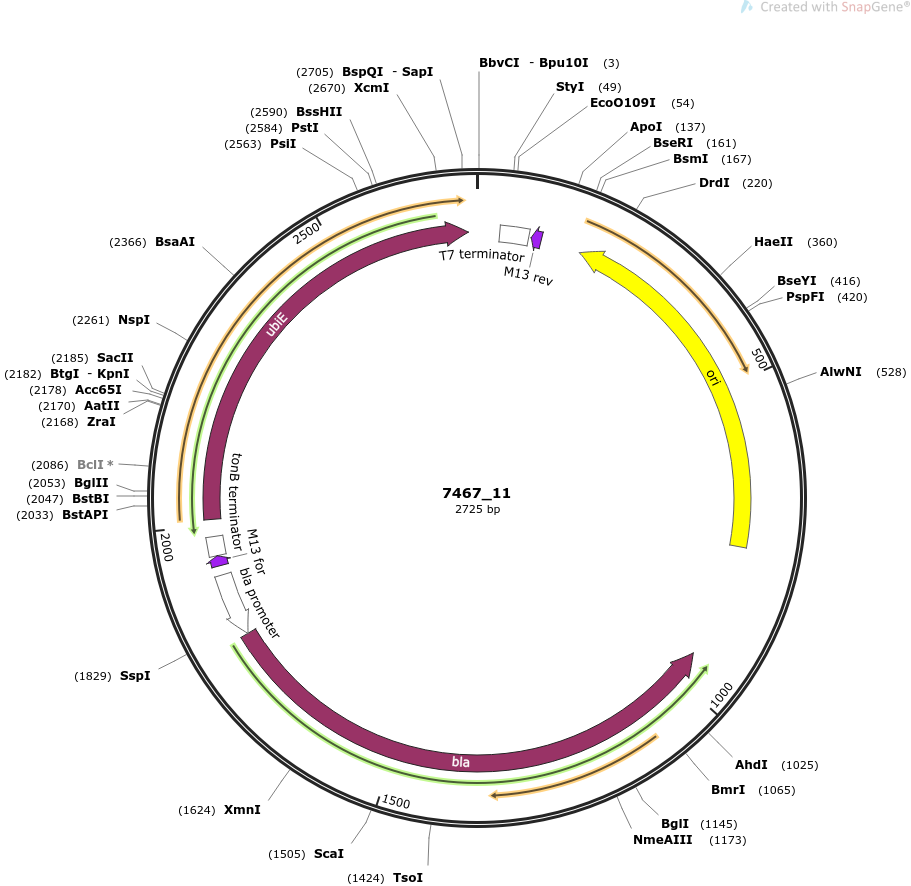 Created with SnapGene®
BbvCI - Bpu10I (3)
StyI (49)
EcoO109I (54)
ApoI (137)
BseRI (161)
BsmI (167)
DrdI (220)
HaeII (360)
BseYI (416)
PspFI (420)
AlwNI (528)
AhdI (1025)
BmrI (1065)
BglI (1145)
NmeAIII (1173)
(1424) TsoI
(1505) ScaI
(1624) XmnI
(1829) SspI
(2033) BstAPI
(2047) BstBI
(2053) BglII
(2086) BclI *
(2168) ZraI
(2170) AatII
(2178) Acc65I
(2182) BtgI - KpnI
(2185) SacII
(2261) NspI
(2366) BsaAI
(2563) PsiI
(2584) PstI
(2590) BssHII
(2670) XcmI
(2705) BspQI - SapI
500
1000
1500
2000
2500
T7 terminator
M13 rev
ori
bla
bla promoter
M13 for
tonB terminator
ubiE
7467_11
2725 bp